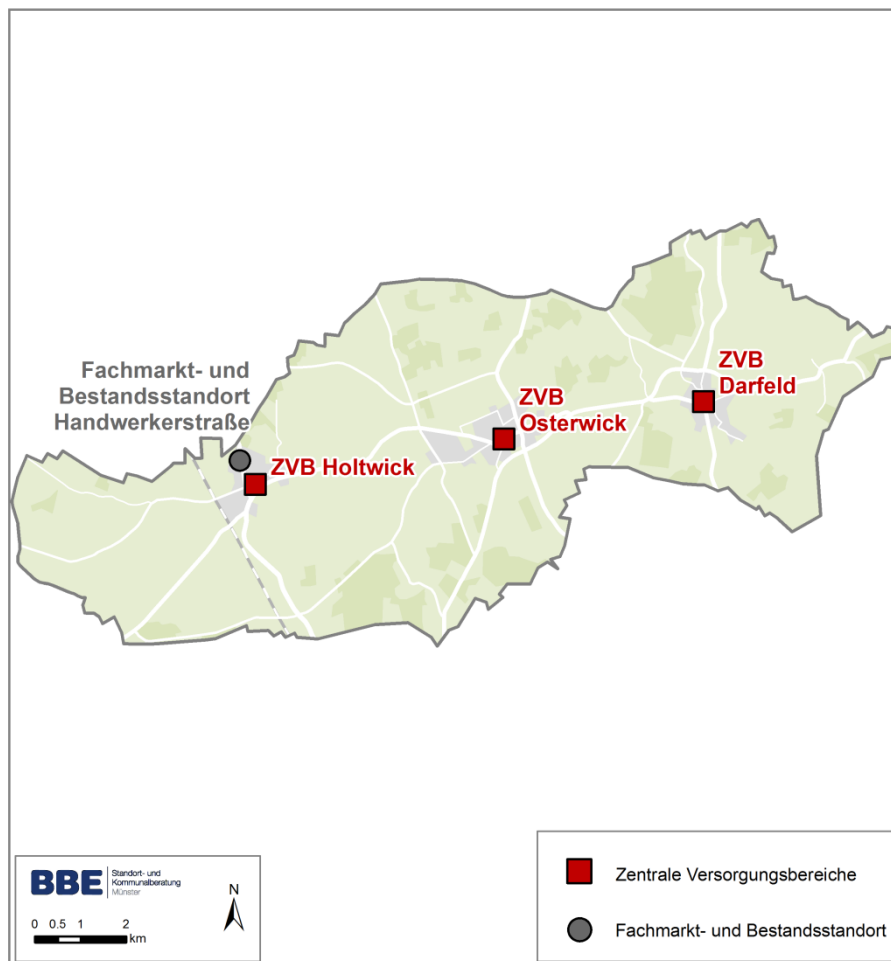 ZVB
Darfeld
Fachmarkt- und
Bestandsstandort
Handwerkerstraße
ZVB
Osterwick
ZVB Holtwick
BBE
Standort- und
Kommunalberatung
Münster
N
0 0.5 1 2
km
Zentrale Versorgungsbereiche
Fachmarkt- und Bestandsstandort